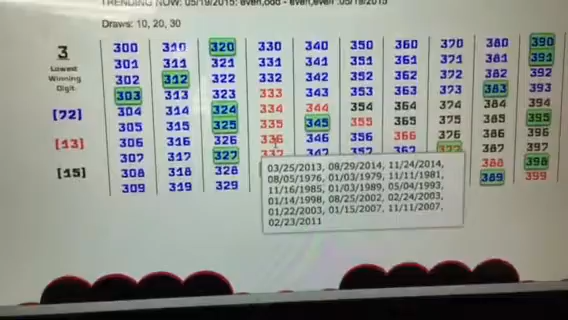 TRENDING NOW: 05/19/2015: even,odd - even,even :05/18/2015
Draws: 10, 20, 30
3
Lowest
Winning
Digit
[72]
[13]
[15]
300 310 320 330 340 350 360 370 380 390
301 311 321 331 341 351 361 371 381 391
302 312 322 332 342 352 362 372 382 392
303 313 323 333 343 353 363 373 383 393
304 314 324 334 344 354 364 374 384 394
305 315 325 335 345 355 365 375 385 395
306 316 326 336 346 356 366 376 386 396
307 317 327 337 347 357 367 377 387 397
308 318 328 388 398
309 319 329 389 399
03/25/2013, 08/29/2014, 11/24/2014,
08/05/1976, 01/03/1979, 11/11/1981,
11/16/1985, 01/03/1989, 05/04/1993,
01/14/1998, 08/25/2002, 02/24/2003,
01/22/2003, 01/15/2007, 11/11/2007,
02/23/2011